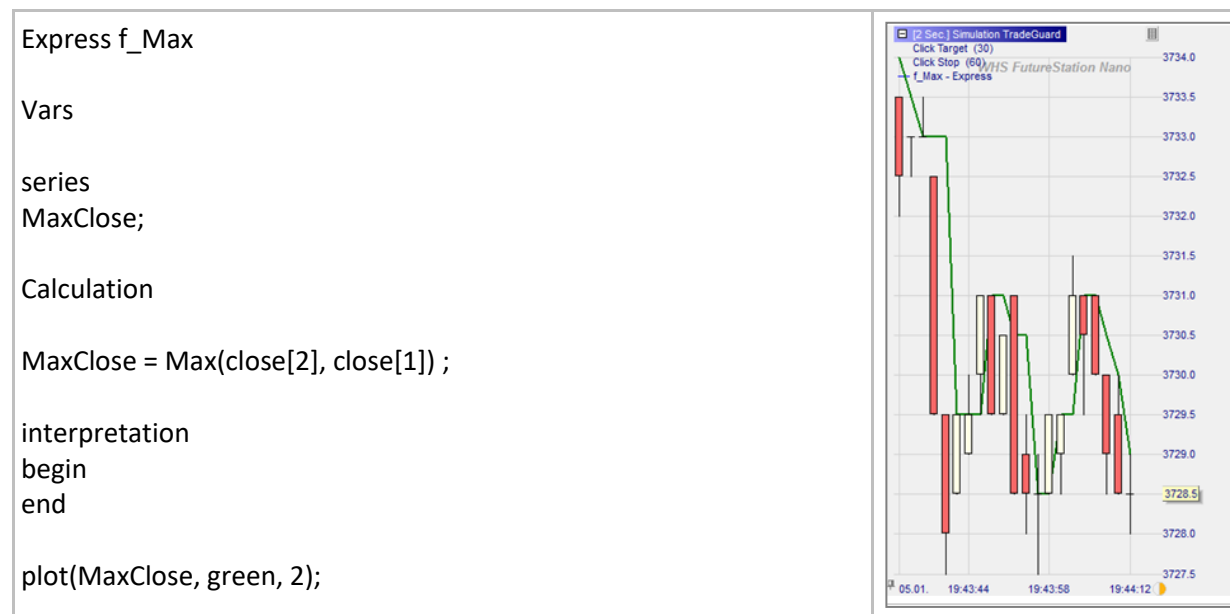 Express f_Max
Vars
series
MaxClose;
Calculation
MaxClose = Max(close[2], close[1]) ;
interpretation
begin
end
plot(MaxClose, green, 2);
[2 Sec.] Simulation TradeGuard
Click Target (30)
Click Stop (60)
WHS FutureStation Nano
f_Max - Express
3734.0
3733.5
3733.0
3732.5
3732.0
3731.5
3731.0
3730.5
3730.0
3729.5
3729.0
3728.5
3728.0
3727.5
05.01. 19:43:44 19:43:58 19:44:12